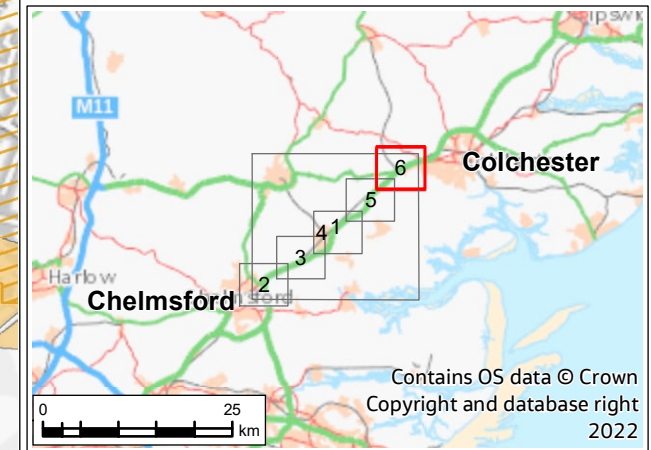 Ipswi
M11
6
Colchester
5
4 1
3
Harlow
2
Chelmsford
Contains OS data © Crown
Copyright and database right
2022
0 25
km